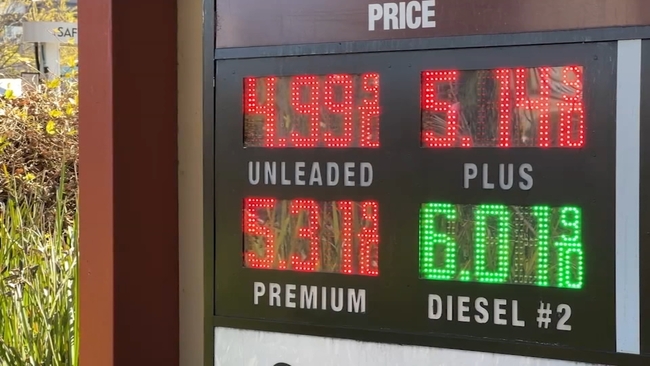 SAF
PRICE
4.99 9/10
5.14 9/10
UNLEADED
PLUS
5.31 9/10
6.01 9/10
PREMIUM
DIESEL #2